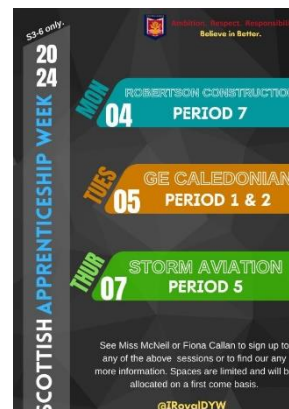 S3-6 only.
Ambition. Respect. Responsibili
Believe in Better.
20
24
SCOTTISH APPRENTICESHIP WEEK
MON
04
ROBERTSON CONSTRUCTIO
PERIOD 7
TUES
05
GE CALEDONIAN
PERIOD 1 & 2
THUR
07
STORM AVIATION
PERIOD 5
See Miss McNeil or Fiona Callan to sign up to
any of the above sessions or to find our any
more information. Spaces are limited and will b
allocated on a first come basis.
@IRoyalDYW